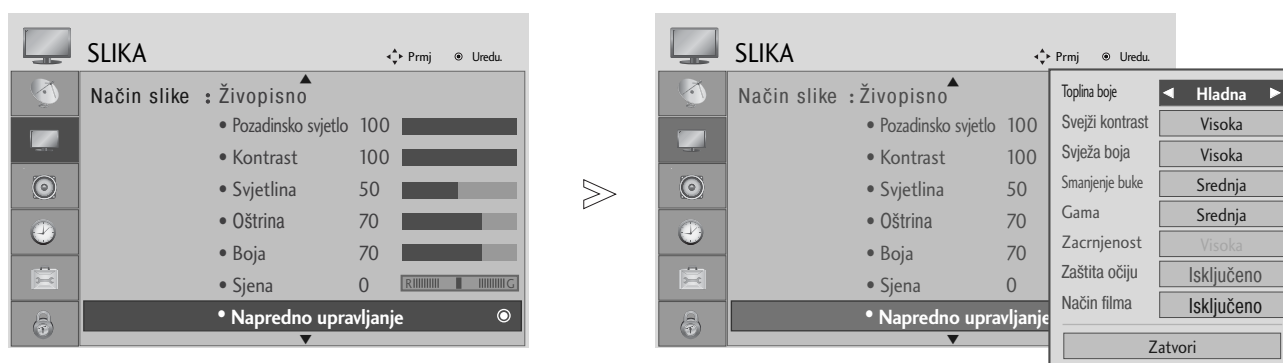 SLIKA
Prmj Uredu.
Način slike : Živopisno
• Pozadinsko svjetlo 100
• Kontrast 100
• Svjetlina 50
• Oštrina 70
• Boja 70
• Sjena 0 R G
• Napredno upravljanje
SLIKA
Prmj Uredu.
Način slike : Živopisno
• Pozadinsko svjetlo 100
• Kontrast 100
• Svjetlina 50
• Oštrina 70
• Boja 70
• Sjena 0
• Napredno upravljanje
Toplina boje Hladna
Svejži kontrast Visoka
Svježa boja Visoka
Smanjenje buke Srednja
Gama Srednja
Zacrnjenost Visoka
Zaštita očiju Isključeno
Način filma Isključeno
Zatvori